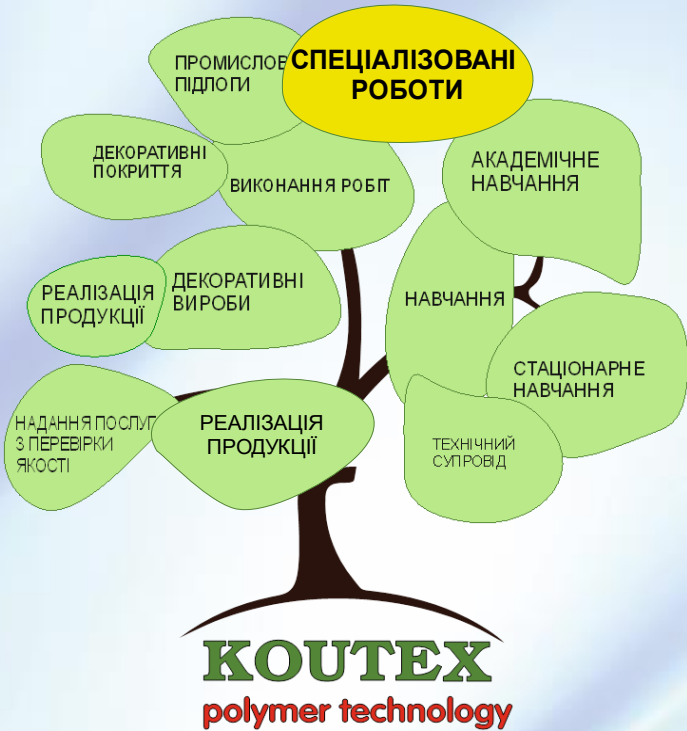 ПРОМИСЛОВ
ПІДЛОГИ
СПЕЦІАЛІЗОВАНІ
РОБОТИ
ДЕКОРАТИВНІ
ПОКРИТТЯ
ВИКОНАННЯ РОБІТ
АКАДЕМІЧНЕ
НАВЧАННЯ
РЕАЛІЗАЦІЯ
ПРОДУКЦІЇ
ДЕКОРАТИВНІ
ВИРОБИ
НАВЧАННЯ
СТАЦІОНАРНЕ
НАВЧАННЯ
НАДАННЯ ПОСЛУГ
З ПЕРЕВІРКИ
ЯКОСТІ
РЕАЛІЗАЦІЯ
ПРОДУКЦІЇ
ТЕХНІЧНИЙ
СУПРОВІД
KOUTEX
polymer technology